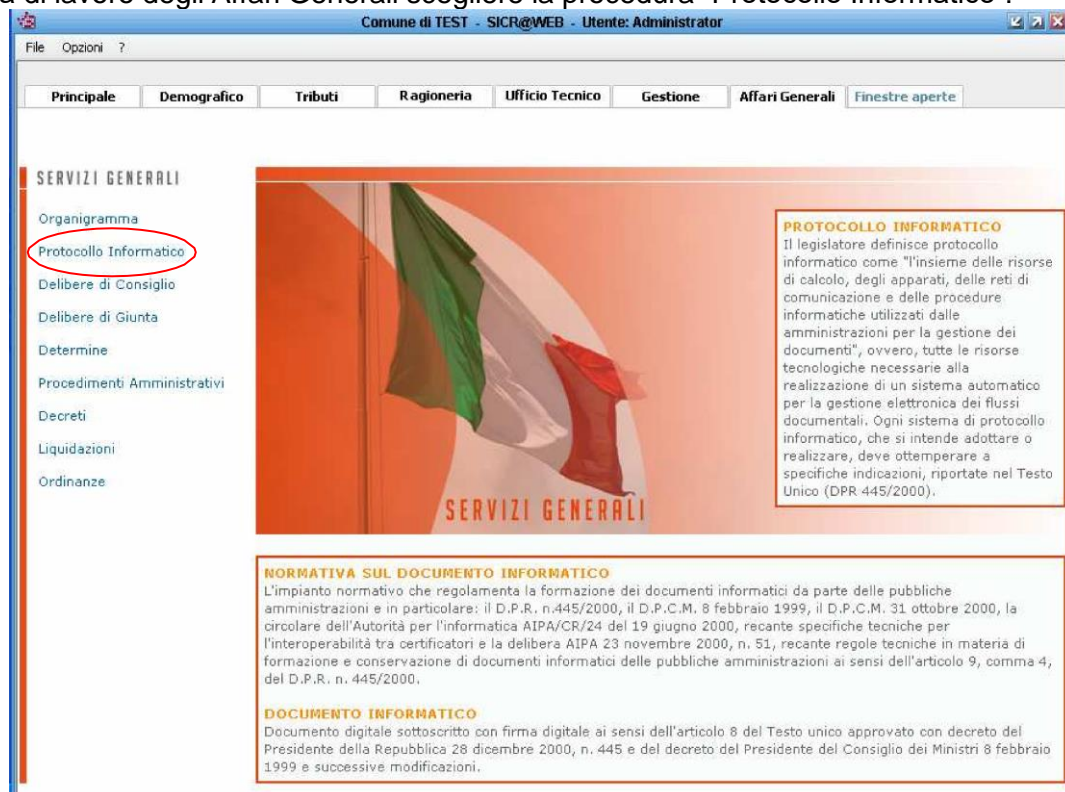 a di lavoro degli Affari Generali scegliere la procedura "Protocollo Informatico".
Comune di TEST - SICR@WEB - Utente: Administrator
File Opzioni ?
Principale Demografico Tributi Ragioneria Ufficio Tecnico Gestione Affari Generali Finestre aperte
SERVIZI GENERALI
Organigramma
Protocollo Informatico
Delibere di Consiglio
Delibere di Giunta
Determine
Procedimenti Amministrativi
Decreti
Liquidazioni
Ordinanze
SERVIZI GENERALI
PROTOCOLLO INFORMATICO
Il legislatore definisce protocollo
informatico come "l'insieme delle risorse
di calcolo, degli apparati, delle reti di
comunicazione e delle procedure
informatiche utilizzati dalle
amministrazioni per la gestione dei
documenti", ovvero, tutte le risorse
tecnologiche necessarie alla
realizzazione di un sistema automatico
per la gestione elettronica dei flussi
documentali. Ogni sistema di protocollo
informatico, che si intende adottare o
realizzare, deve ottemperare a
specifiche indicazioni, riportate nel Testo
Unico (DPR 445/2000).
NORMATIVA SUL DOCUMENTO INFORMATICO
L'impianto normativo che regolamenta la formazione dei documenti informatici da parte delle pubbliche
amministrazioni e in particolare: il D.P.R. n.445/2000, il D.P.C.M. 8 febbraio 1999, il D.P.C.M. 31 ottobre 2000, la
circolare dell'Autorità per l'informatica AIPA/CR/24 del 19 giugno 2000, recante specifiche tecniche per
l'interoperabilità tra certificatori e la delibera AIPA 23 novembre 2000, n. 51, recante regole tecniche in materia di
formazione e conservazione di documenti informatici delle pubbliche amministrazioni ai sensi dell'articolo 9, comma 4,
del D.P.R. n. 445/2000.
DOCUMENTO INFORMATICO
Documento digitale sottoscritto con firma digitale ai sensi dell'articolo 8 del Testo unico approvato con decreto del
Presidente della Repubblica 28 dicembre 2000, n. 445 e del decreto del Presidente del Consiglio dei Ministri 8 febbraio
1999 e successive modificazioni.